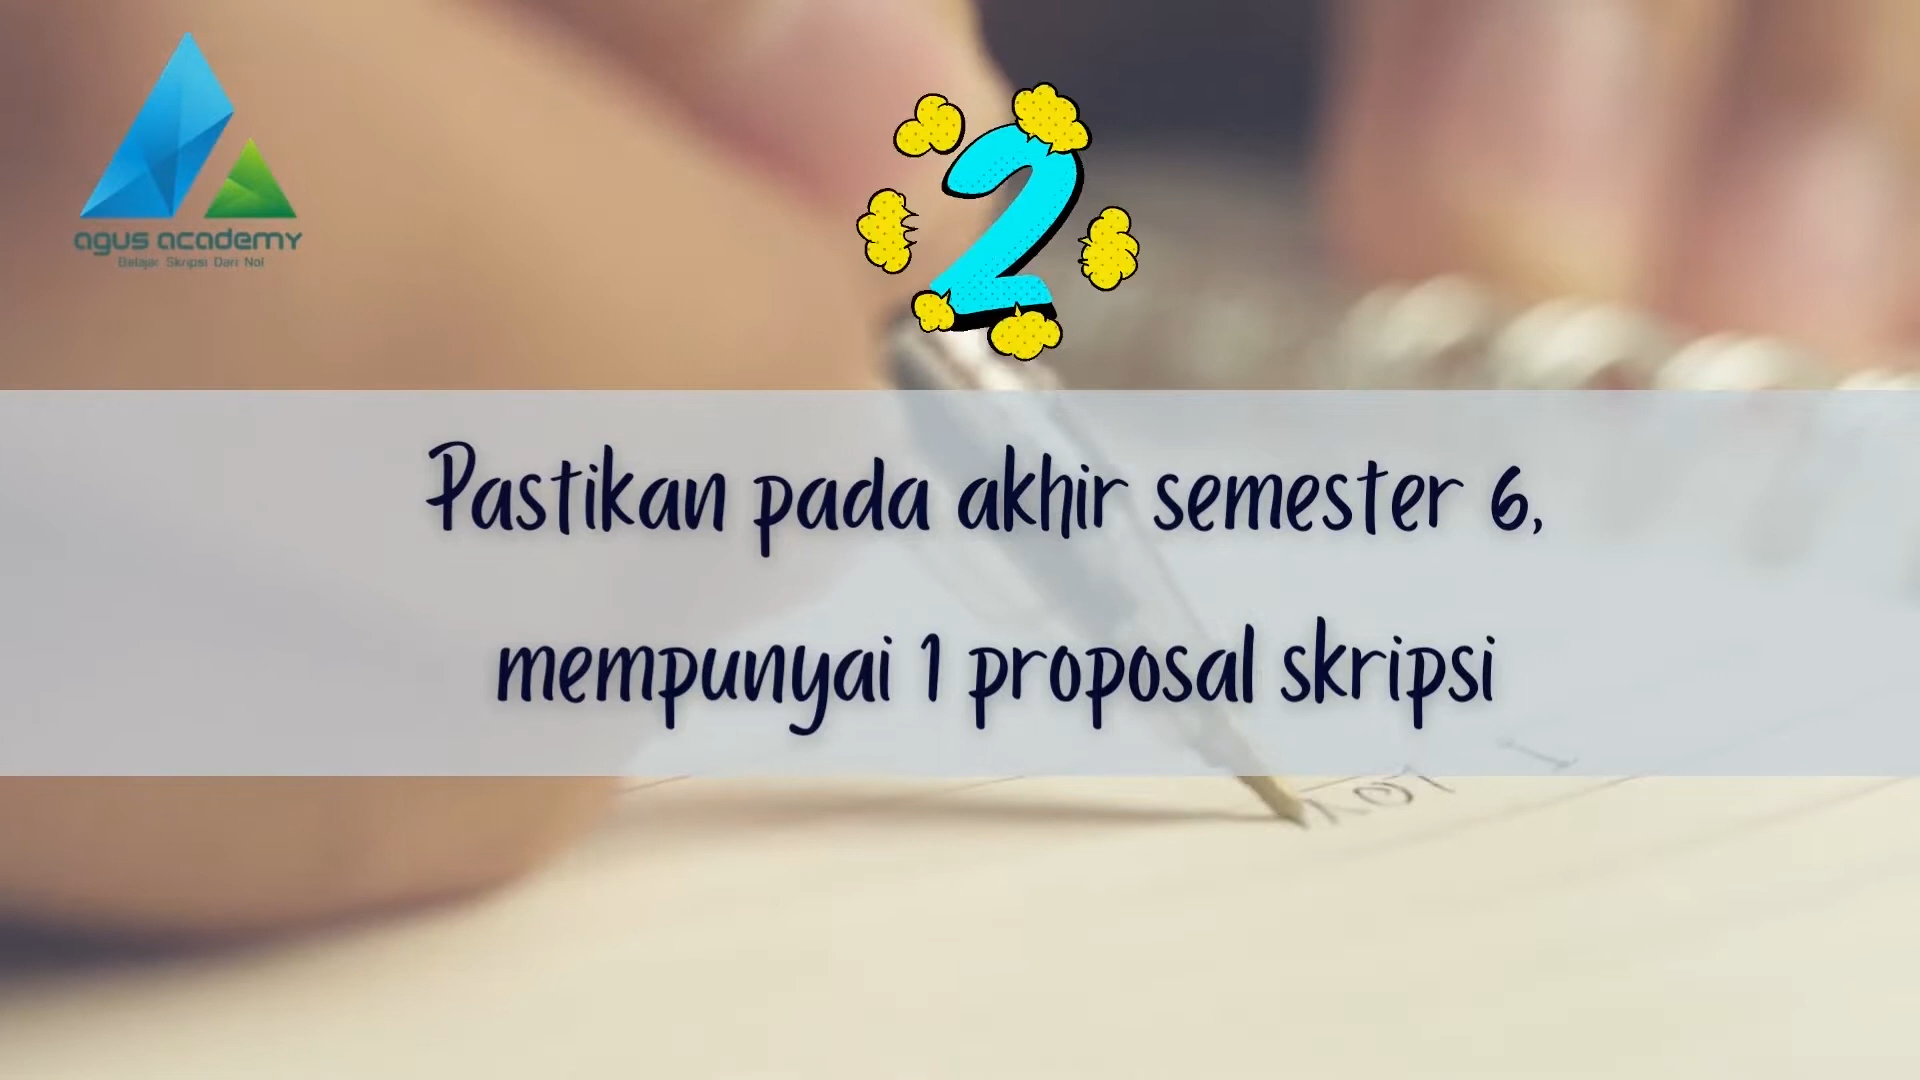 2
agus academy
Belajar Skripsi Dari Nol
Pastikan pada akhir semester 6,
mempunyai 1 proposal skripsi